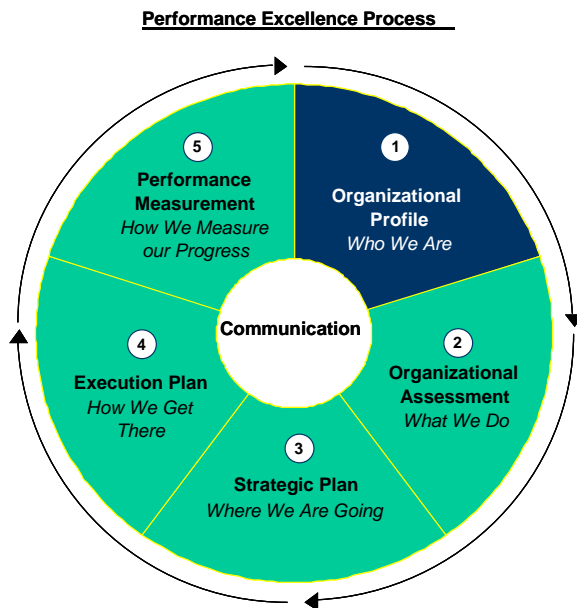 Performance Excellence Process
1
Organizational
Profile
Who We Are
2
Organizational
Assessment
What We Do
3
Strategic Plan
Where We Are Going
4
Execution Plan
How We Get
There
5
Performance
Measurement
How We Measure
our Progress
Communication